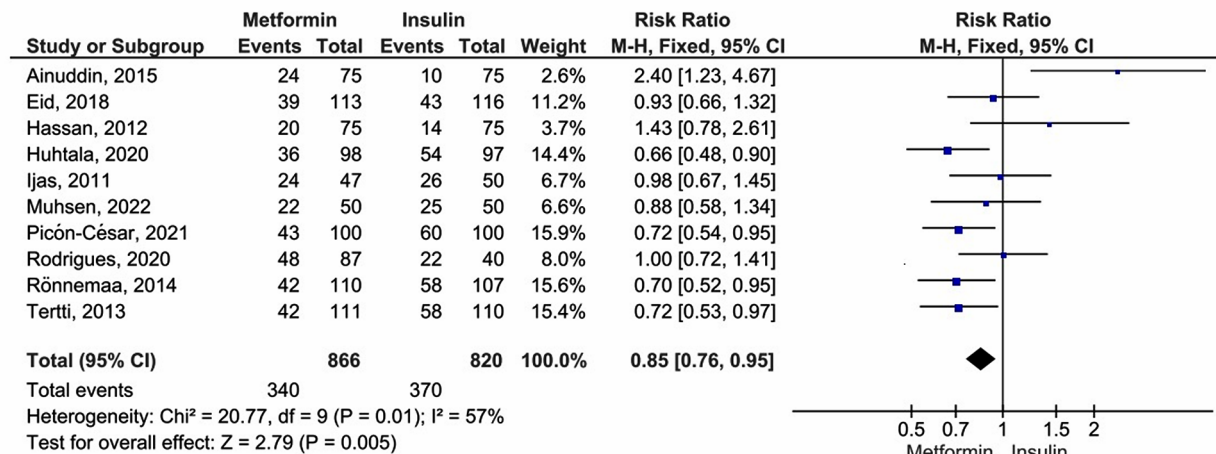 Metformin Insulin Risk Ratio Risk Ratio
Study or Subgroup Events Total Events Total Weight M-H, Fixed, 95% CI M-H, Fixed, 95% CI
Ainuddin, 2015 24 75 10 75 2.6% 2.40 [1.23, 4.67]
Eid, 2018 39 113 43 116 11.2% 0.93 [0.66, 1.32]
Hassan, 2012 20 75 14 75 3.7% 1.43 [0.78, 2.61]
Huhtala, 2020 36 98 54 97 14.4% 0.66 [0.48, 0.90]
Ijas, 2011 24 47 26 50 6.7% 0.98 [0.67, 1.45]
Muhsen, 2022 22 50 25 50 6.6% 0.88 [0.58, 1.34]
Picón-César, 2021 43 100 60 100 15.9% 0.72 [0.54, 0.95]
Rodrigues, 2020 48 87 22 40 8.0% 1.00 [0.72, 1.41]
Rönnemaa, 2014 42 110 58 107 15.6% 0.70 [0.52, 0.95]
Tertti, 2013 42 111 58 110 15.4% 0.72 [0.53, 0.97]
Total (95% CI) 866 820 100.0% 0.85 [0.76, 0.95]
Total events 340 370
Heterogeneity: Chi² = 20.77, df = 9 (P = 0.01); I² = 57%
Test for overall effect: Z = 2.79 (P = 0.005)
0.5 0.7 1 1.5 2
Metformin Insulin